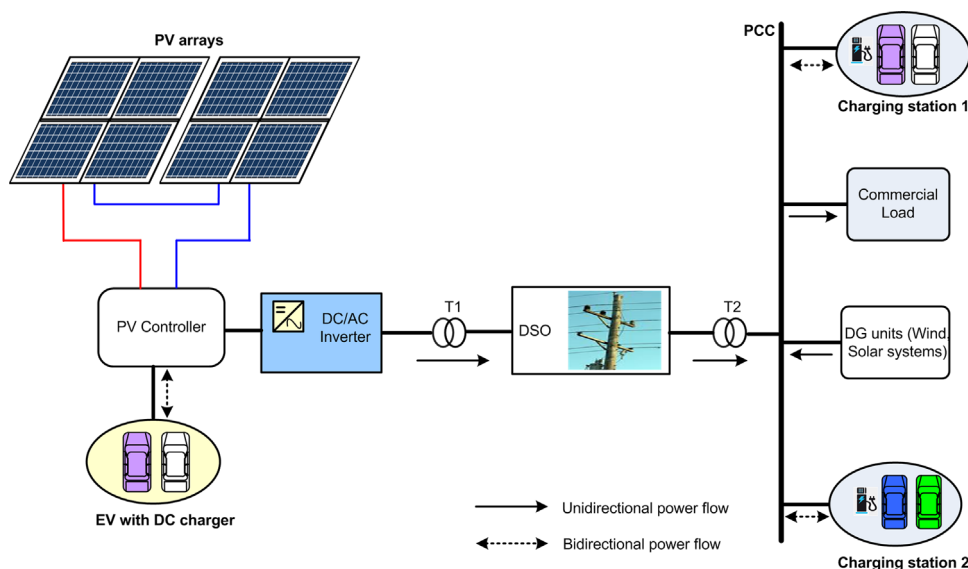 PV arrays
PCC
Charging station 1
Commercial
Load
T1
T2
PV Controller
DC/AC
Inverter
DSO
DG units (Wind,
Solar systems)
EV with DC charger
Unidirectional power flow
Bidirectional power flow
Charging station 2